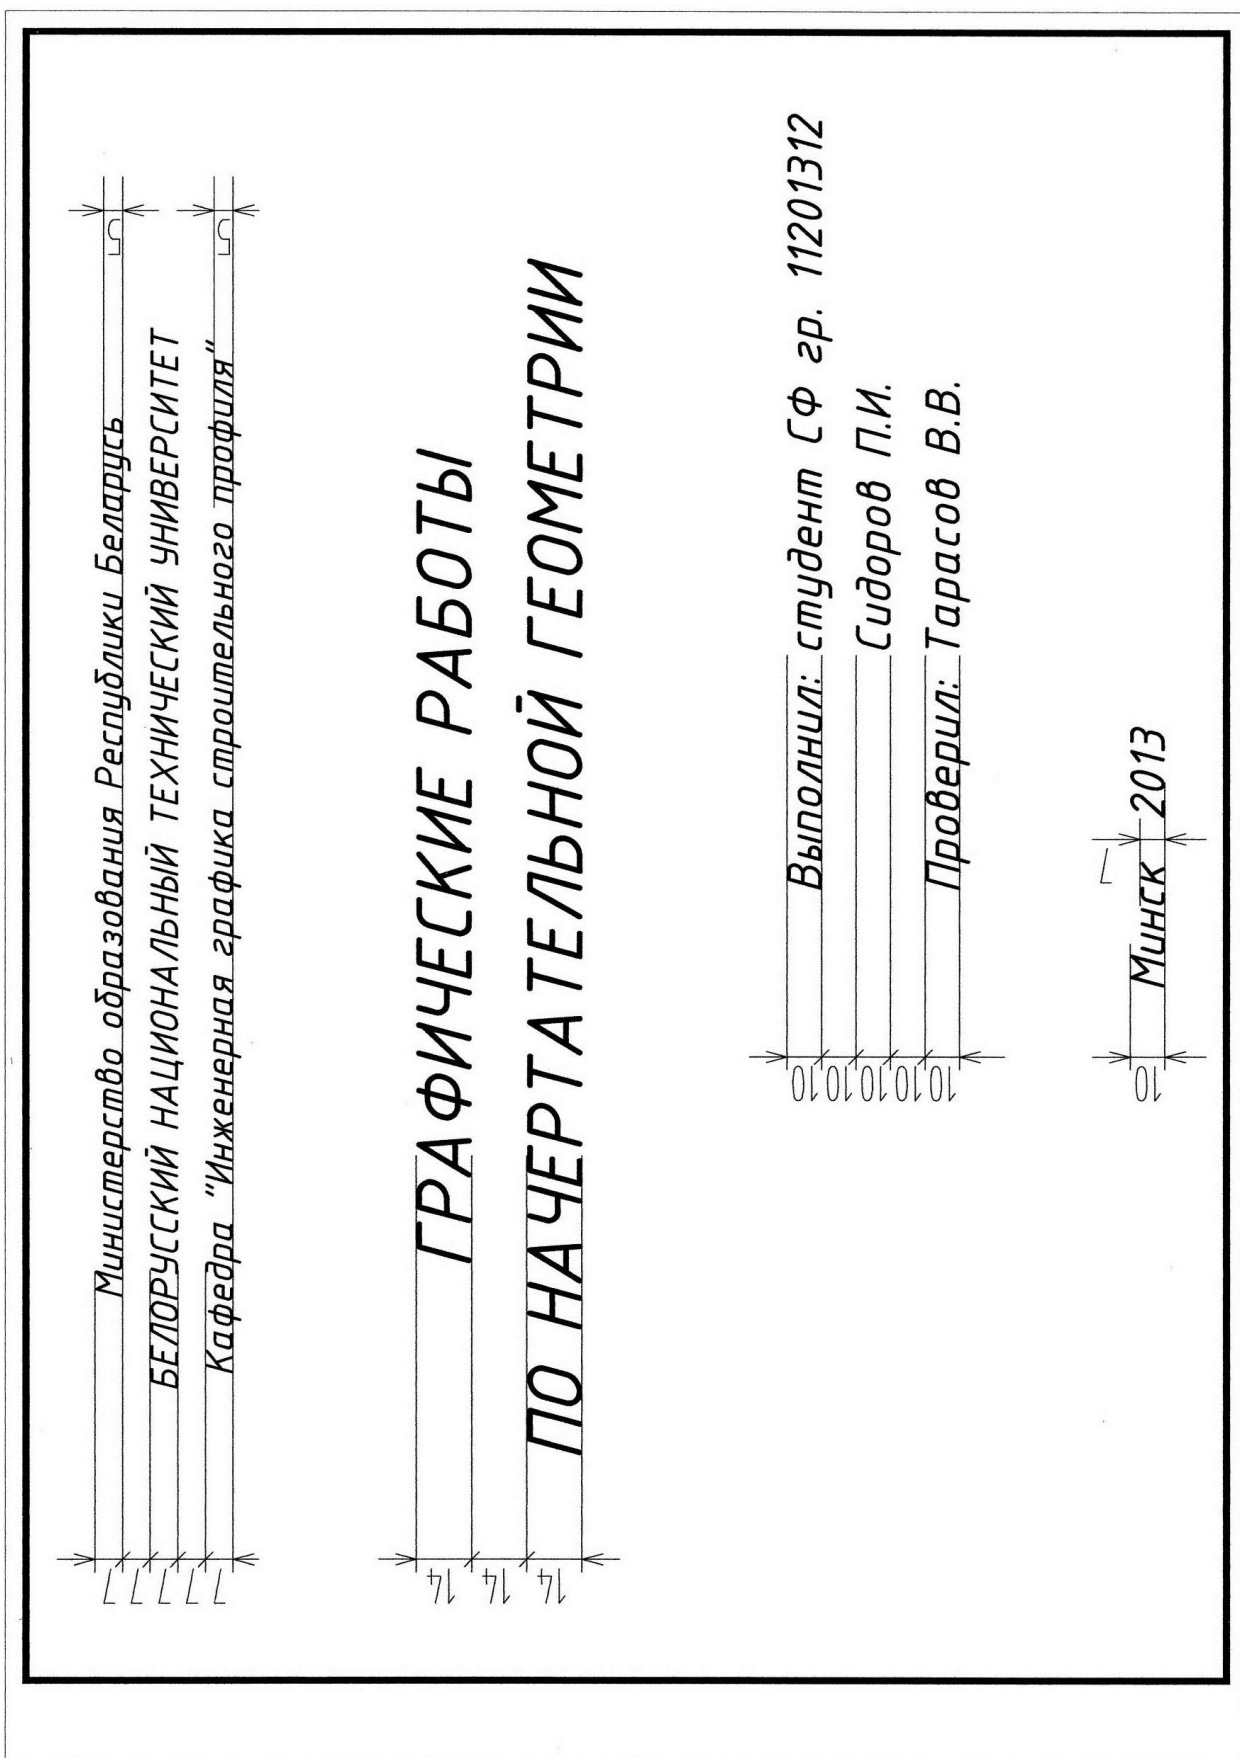 Министерство образования Республики Беларусь
5
7
7
БЕЛОРУССКИЙ НАЦИОНАЛЬНЫЙ ТЕХНИЧЕСКИЙ УНИВЕРСИТЕТ
7
7
Кафедра "Инженерная графика строительного профиля"
5
7
ГРАФИЧЕСКИЕ РАБОТЫ
14
14
ПО НАЧЕРТАТЕЛЬНОЙ ГЕОМЕТРИИ
14
Выполнил: студент СФ гр. 11201312
10
10
Сидоров П.И.
10
10
Проверил: Тарасов В.В.
10
Минск 2013
7
10